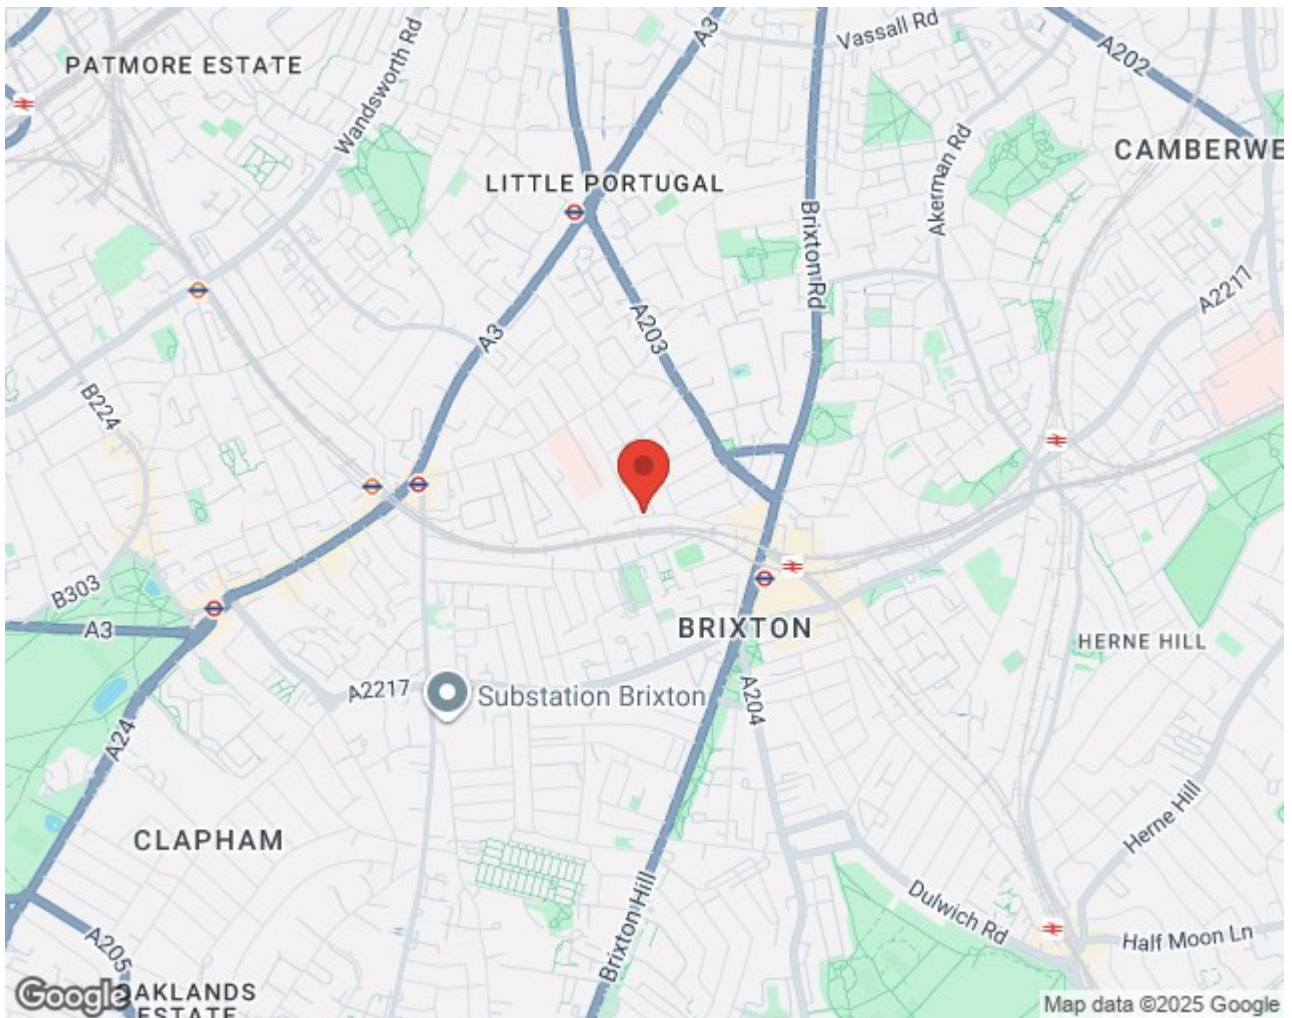 A3
Vassall Rd
A202
PATMORE ESTATE
Wandsworth Rd
CAMBERWE
LITTLE PORTUGAL
Akerman Rd
Brixton Rd
A2217
A203
A3
B224
B303
A3
BRIXTON
HERNE HILL
A2217
Substation Brixton
A204
A24
CLAPHAM
Herne Hill
Brixton Hill
Dulwich Rd
Half Moon Ln
A205
Google
OAKLANDS
ESTATE
Map data ©2025 Google